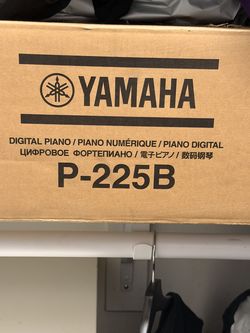 YAMAHA
DIGITAL PIANO / PIANO NUMÉRIQUE / PIANO DIGITAL
ЦИФРОВОЕ ФОРТЕПИАНО / 電子ピアノ / 数码钢琴
P-225B